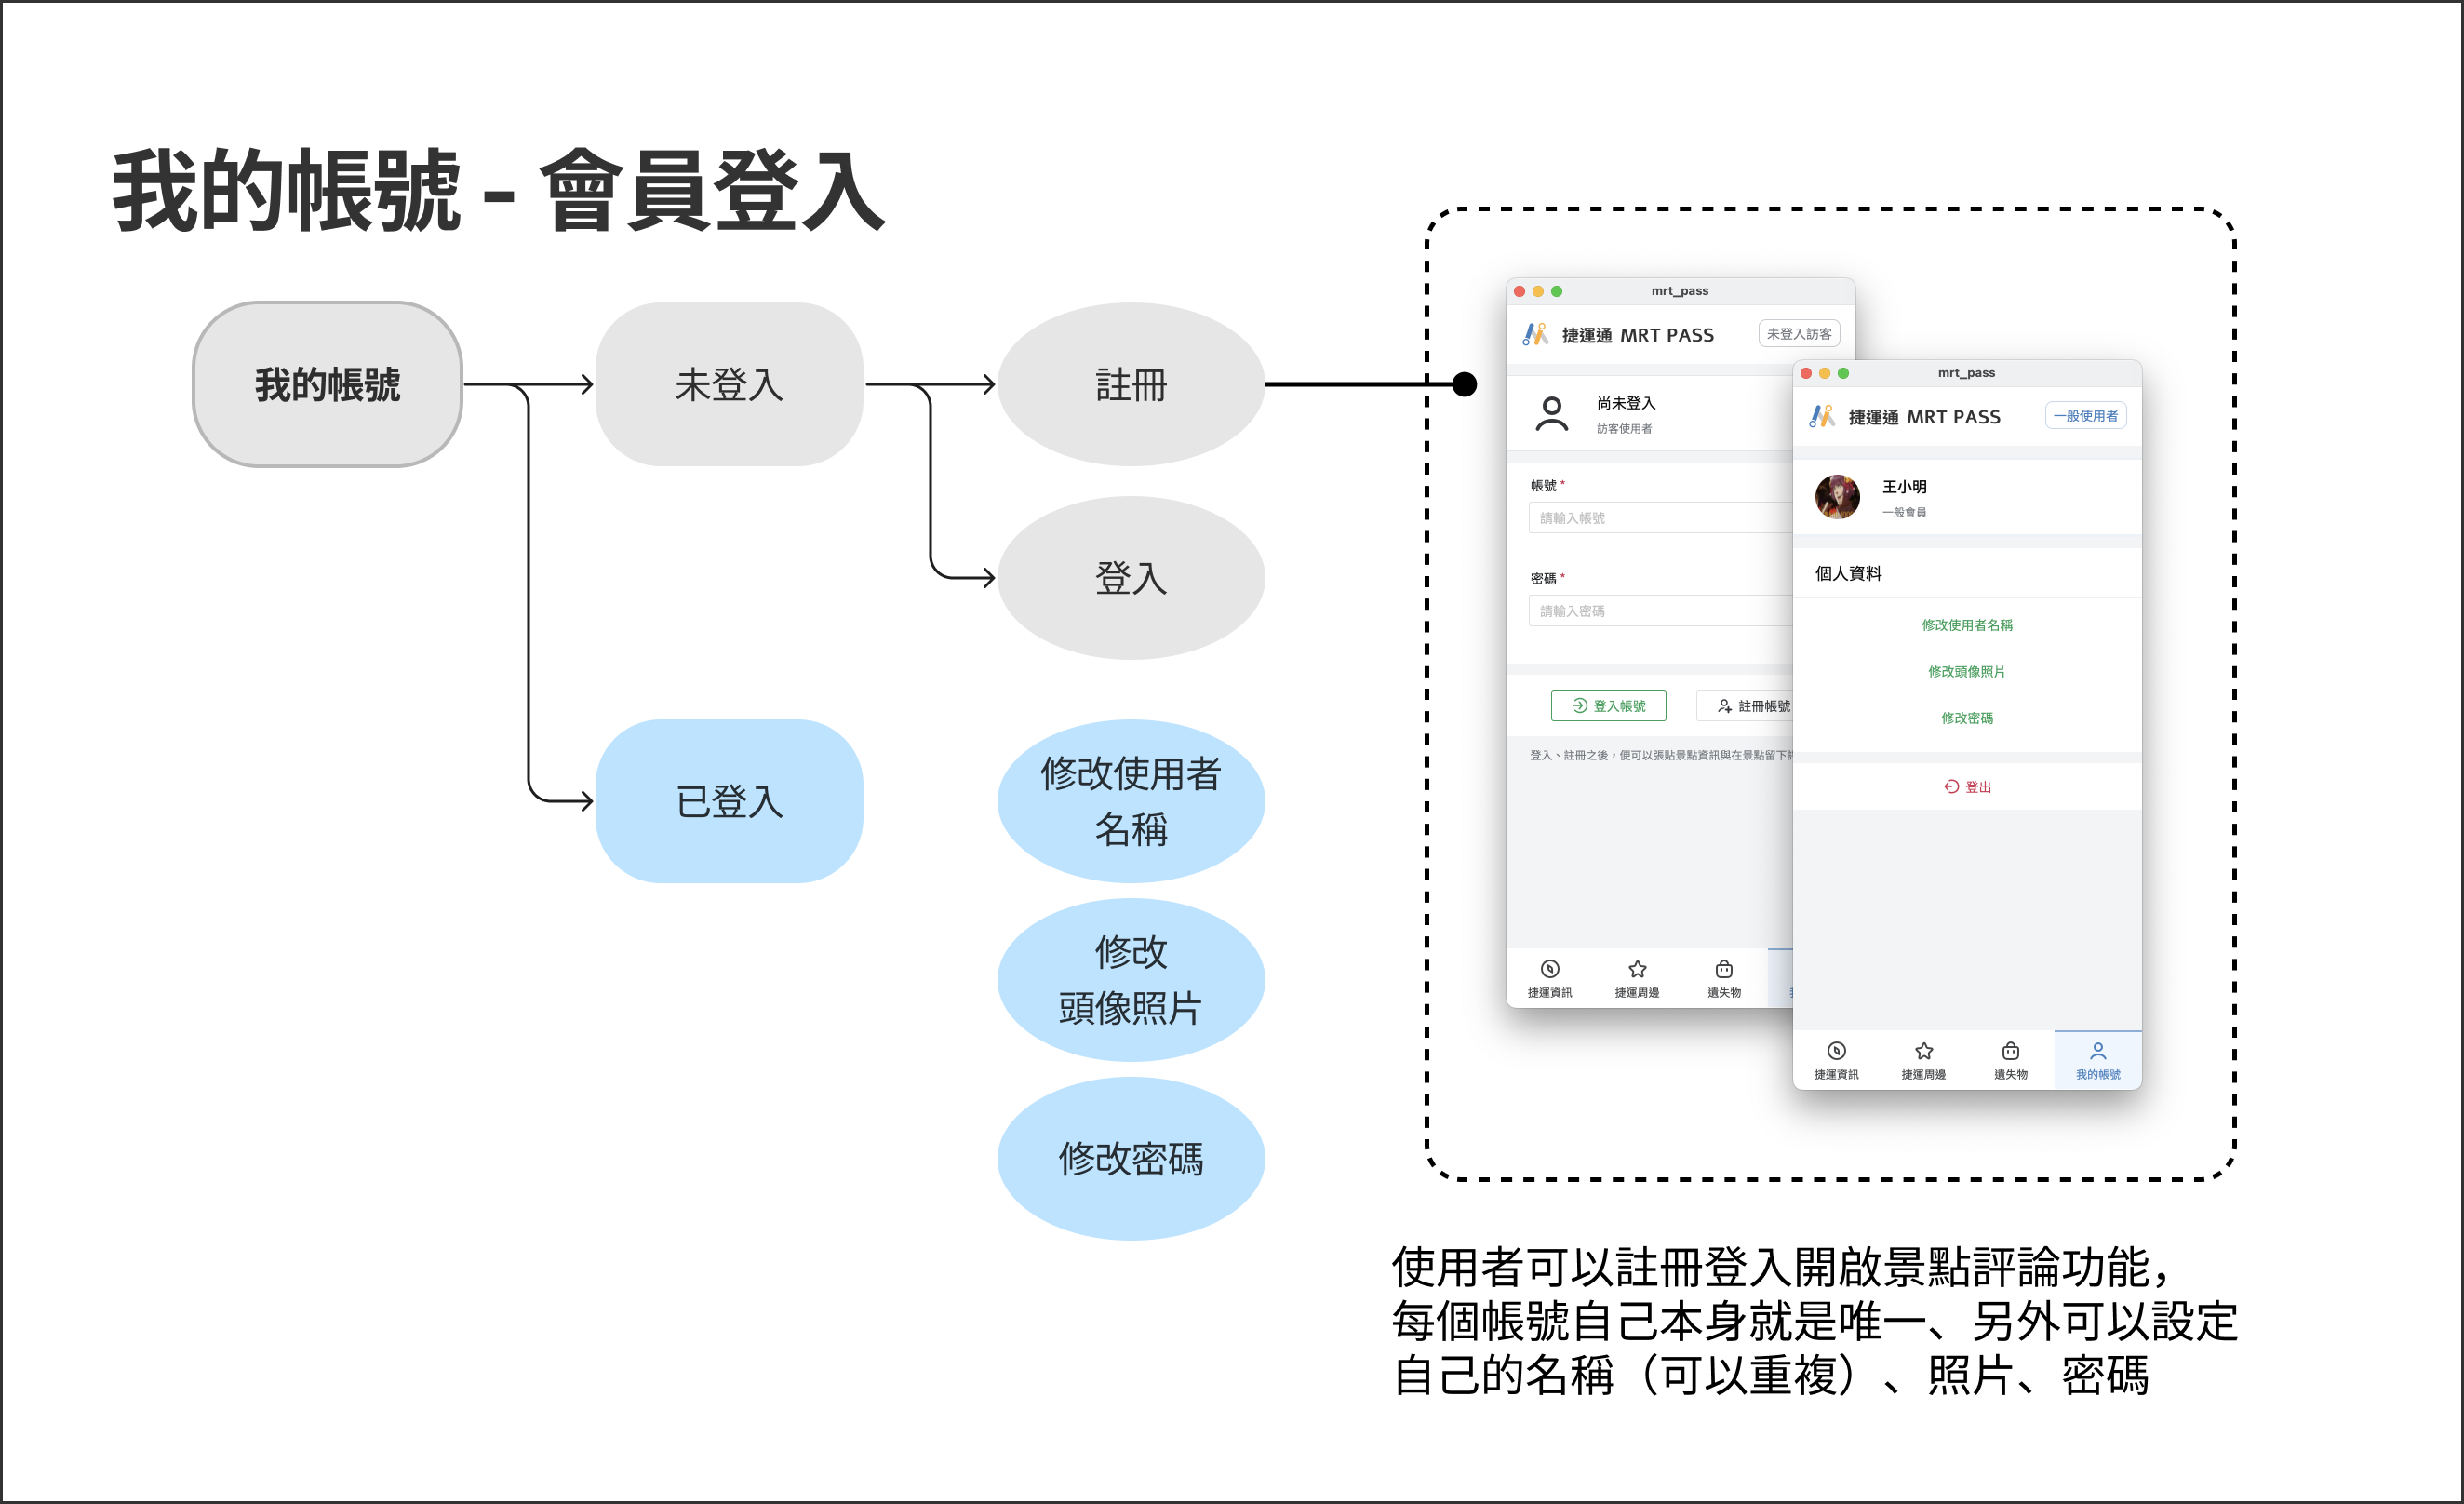 我的帳號 - 會員登入
我的帳號
未登入
註冊
登入
已登入
修改使用者
名稱
修改
頭像照片
修改密碼
mrt_pass
捷運通 MRT PASS
未登入訪客
尚未登入
訪客使用者
帳號 *
請輸入帳號
密碼 *
請輸入密碼
登入帳號
註冊帳號
登入、註冊之後，便可以張貼景點資訊與在景點留下
捷運資訊
捷運周邊
遺失物
mrt_pass
捷運通 MRT PASS
一般使用者
王小明
一般會員
個人資料
修改使用者名稱
修改頭像照片
修改密碼
登出
捷運資訊
捷運周邊
遺失物
我的帳號
使用者可以註冊登入開啟景點評論功能，
每個帳號自己本身就是唯一、另外可以設定
自己的名稱（可以重複）、照片、密碼